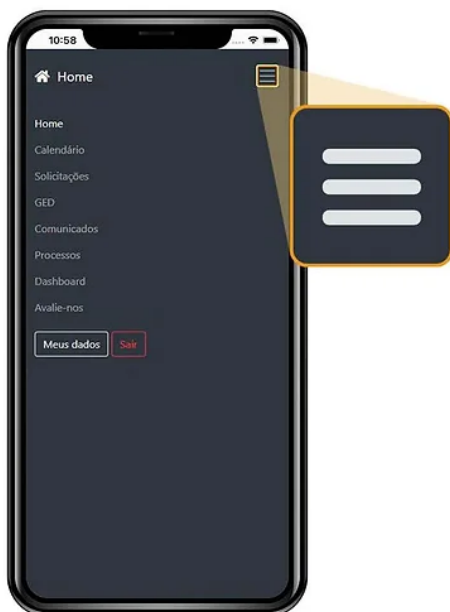 10:58
Home
Home
Calendário
Solicitações
GED
Comunicados
Processos
Dashboard
Avalie-nos
Meus dados Sair